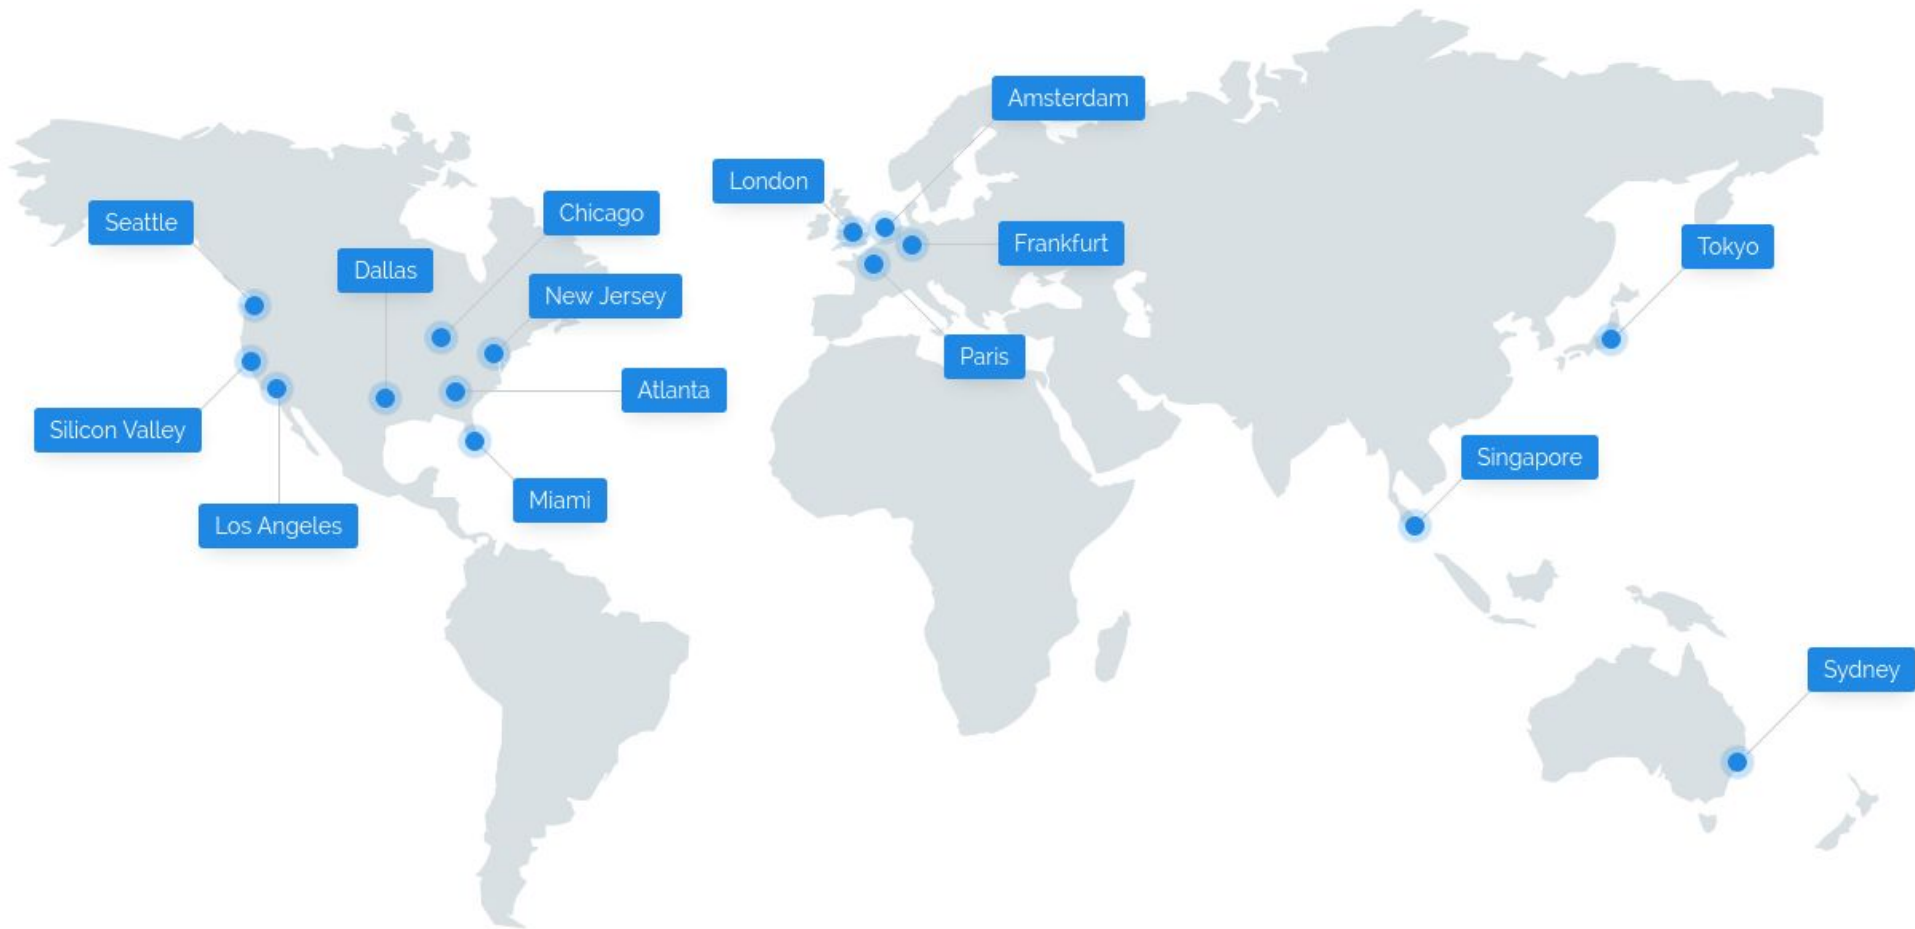 Amsterdam
London
Seattle
Chicago
Frankfurt
Tokyo
Dallas
New Jersey
Paris
Atlanta
Silicon Valley
Singapore
Miami
Los Angeles
Sydney